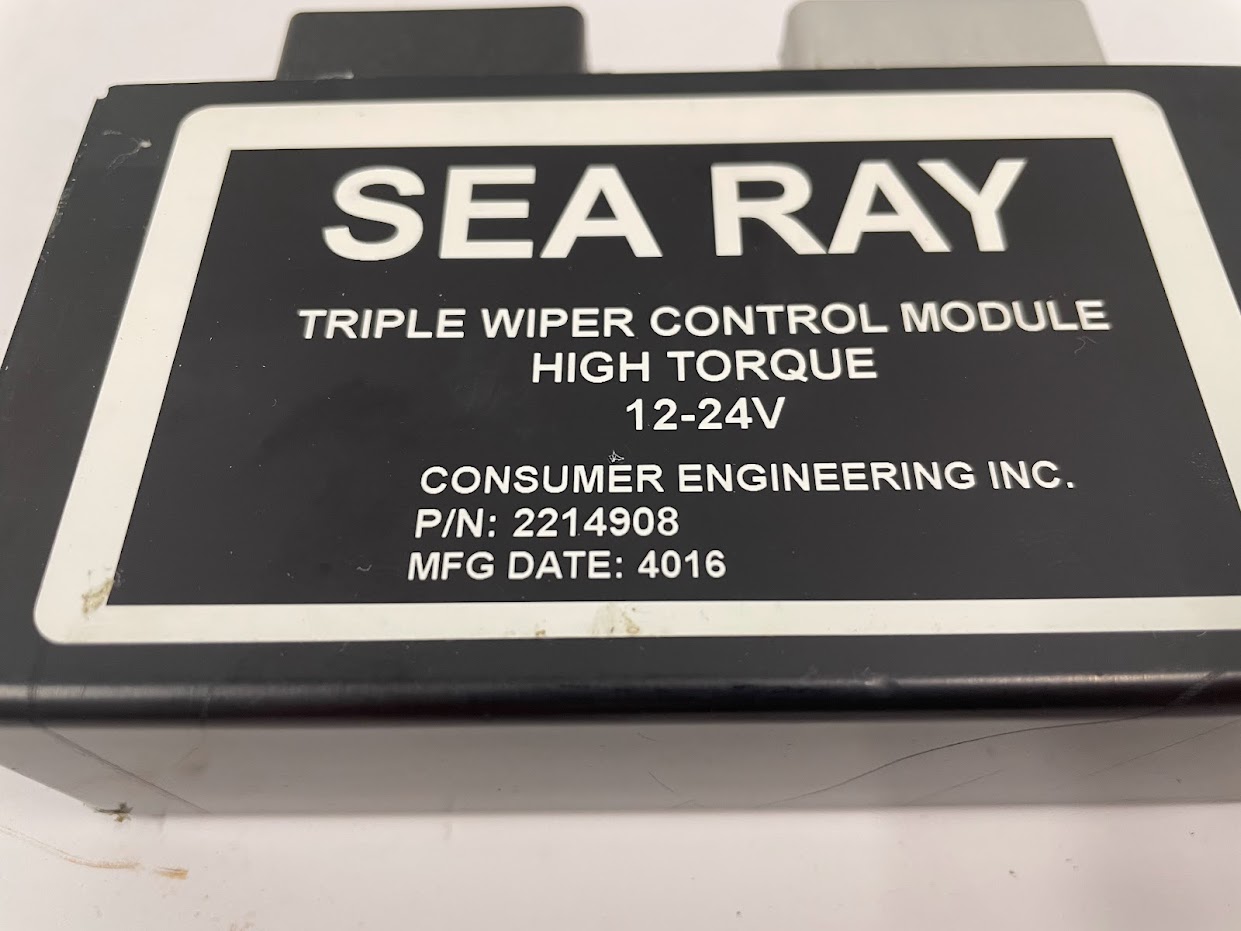 SEA RAY
TRIPLE WIPER CONTROL MODULE
HIGH TORQUE
12-24V
CONSUMER ENGINEERING INC.
P/N: 2214908
MFG DATE: 4016